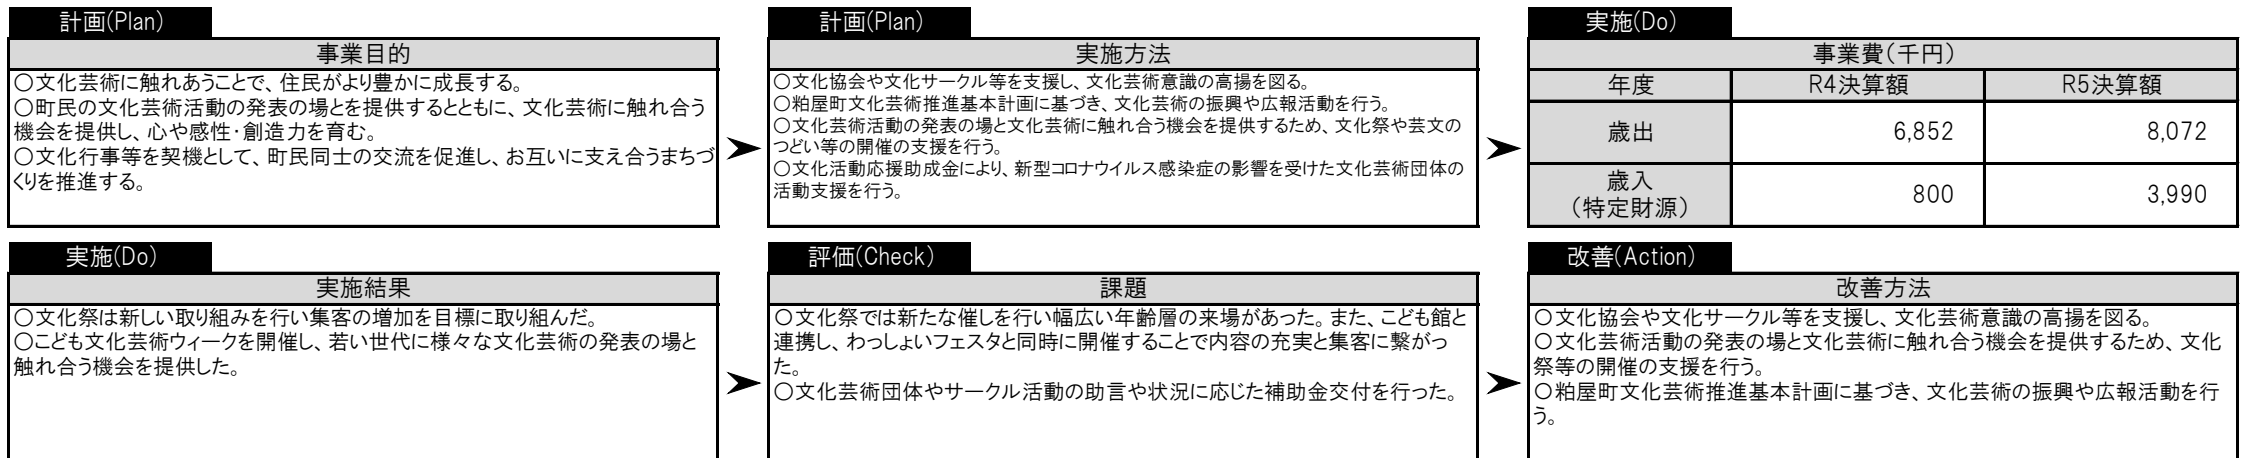 計画(Plan)
事業目的
○文化芸術に触れあうことで、住民がより豊かに成長する。
○町民の文化芸術活動の発表の場とを提供するとともに、文化芸術に触れ合う
機会を提供し、心や感性・創造力を育む。
○文化行事等を契機として、町民同士の交流を促進し、お互いに支え合うまちづ
くりを推進する。
計画(Plan)
実施方法
○文化協会や文化サークル等を支援し、文化芸術意識の高揚を図る。
○粕屋町文化芸術推進基本計画に基づき、文化芸術の振興や広報活動を行う。
○文化芸術活動の発表の場と文化芸術に触れ合う機会を提供するため、文化祭や芸文の
つどい等の開催の支援を行う。
○文化活動応援助成金により、新型コロナウイルス感染症の影響を受けた文化芸術団体の
活動支援を行う。
実施(Do)
事業費(千円)
年度 R4決算額 R5決算額
歳出 6,852 8,072
歳入
(特定財源) 800 3,990
実施(Do)
実施結果
○文化祭は新しい取り組みを行い集客の増加を目標に取り組んだ。
○こども文化芸術ウィークを開催し、若い世代に様々な文化芸術の発表の場と
触れ合う機会を提供した。
評価(Check)
課題
○文化祭では新たな催しを行い幅広い年齢層の来場があった。また、こども館と
連携し、わっしょいフェスタと同時に開催することで内容の充実と集客に繋がっ
た。
○文化芸術団体やサークル活動の助言や状況に応じた補助金交付を行った。
改善(Action)
改善方法
○文化協会や文化サークル等を支援し、文化芸術意識の高揚を図る。
○文化芸術活動の発表の場と文化芸術に触れ合う機会を提供するため、文化
祭等の開催の支援を行う。
○粕屋町文化芸術推進基本計画に基づき、文化芸術の振興や広報活動を行
う。